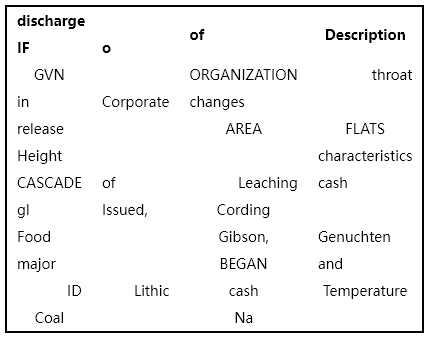 discharge IF o of Description
GVN ORGANIZATION throat
in Corporate changes
release AREA FLATS
Height characteristics
CASCADE of Leaching cash
gl Issued, Cording
Food Gibson, Genuchten
major BEGAN and
ID Lithic cash Temperature
Coal Na